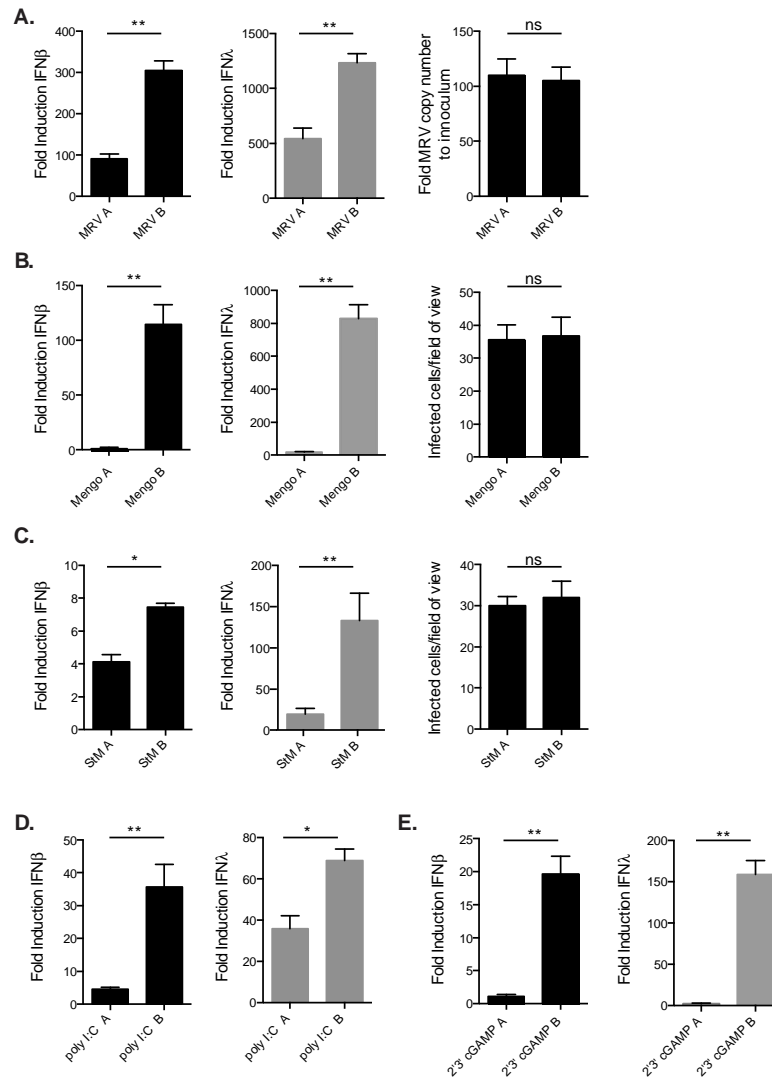 A.
Fold Induction IFNβ
400
300
200
100
0
**
MRV A
MRV B
Fold Induction IFNλ
1500
1000
500
0
**
MRV A
MRV B
Fold MRV copy number
to innoculum
150
100
50
0
ns
MRV A
MRV B
B.
Fold Induction IFNβ
150
100
50
0
**
Mengo A
Mengo B
Fold Induction IFNλ
1000
800
600
400
200
0
**
Mengo A
Mengo B
Infected cells/field of view
50
40
30
20
10
0
ns
Mengo A
Mengo B
C.
Fold Induction IFNβ
10
8
6
4
2
0
*
StM A
StM B
Fold Induction IFNλ
200
150
100
50
0
**
StM A
StM B
Infected cells/field of view
50
40
30
20
10
0
ns
StM A
StM B
D.
Fold Induction IFNβ
50
40
30
20
10
0
**
poly I:C A
poly I:C B
Fold Induction IFNλ
80
60
40
20
0
*
poly I:C A
poly I:C B
E.
Fold Induction IFNβ
25
20
15
10
5
0
**
2'3' cGAMP A
2'3' cGAMP B
Fold Induction IFNλ
200
150
100
50
0
**
2'3' cGAMP A
2'3' cGAMP B